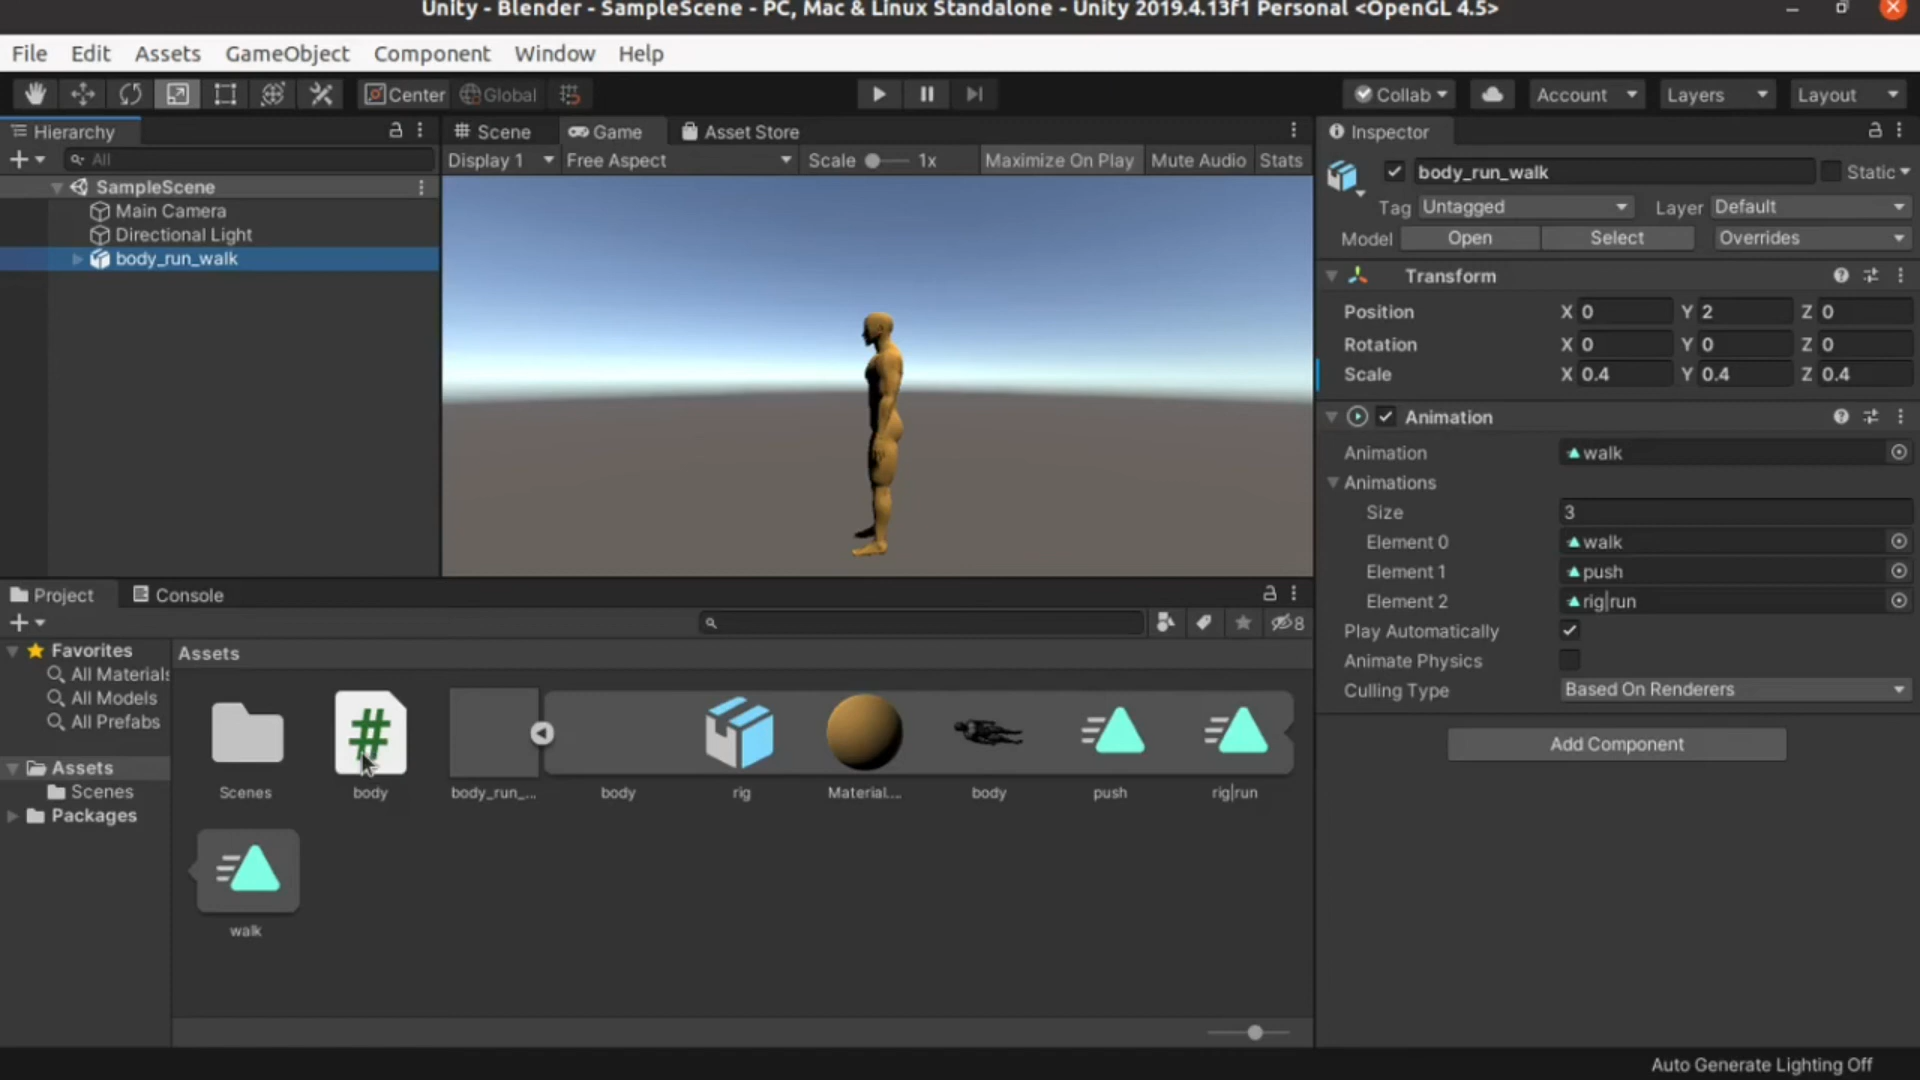 Unity - Blender - SampleScene - PC, Mac & Linux Standalone - Unity 2019.4.13f1 Personal <OpenGL 4.5>
File Edit Assets GameObject Component Window Help
Center Global Collab Account Layers Layout
Hierarchy
All
SampleScene
Main Camera
Directional Light
body_run_walk
Scene Game Asset Store
Display 1 Free Aspect Scale 1x Maximize On Play Mute Audio Stats
Inspector
body_run_walk Static
Tag Untagged Layer Default
Model Open Select Overrides
Transform
Position X 0 Y 2 Z 0
Rotation X 0 Y 0 Z 0
Scale X 0.4 Y 0.4 Z 0.4
Animation
Animation walk
Animations
Size 3
Element 0 walk
Element 1 push
Element 2 rig|run
Play Automatically
Animate Physics
Culling Type Based On Renderers
Add Component
Project Console
8
Favorites
All Materials
All Models
All Prefabs
Assets
Scenes
Packages
Assets
#
Scenes body body_run_... body rig Material.... body push rig|run
walk
Auto Generate Lighting Off